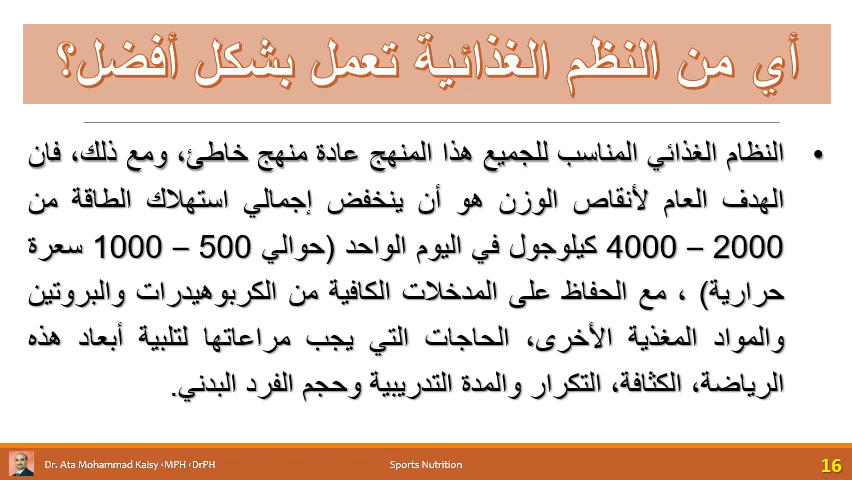 أي من النظم الغذائية تعمل بشكل أفضل؟
• النظام الغذائي المناسب للجميع هذا المنهج عادة منهج خاطئ، ومع ذلك، فان
الهدف العام لأنقاص الوزن هو أن ينخفض إجمالي استهلاك الطاقة من
2000 – 4000 كيلوجول في اليوم الواحد (حوالي 500 – 1000 سعرة
حرارية) ، مع الحفاظ على المدخلات الكافية من الكربوهيدرات والبروتين
والمواد المغذية الأخرى، الحاجات التي يجب مراعاتها لتلبية أبعاد هذه
الرياضة، الكثافة، التكرار والمدة التدريبية وحجم الفرد البدني.
Dr. Ata Mohammad Kaisy ،MPH ،DrPH
Sports Nutrition
16